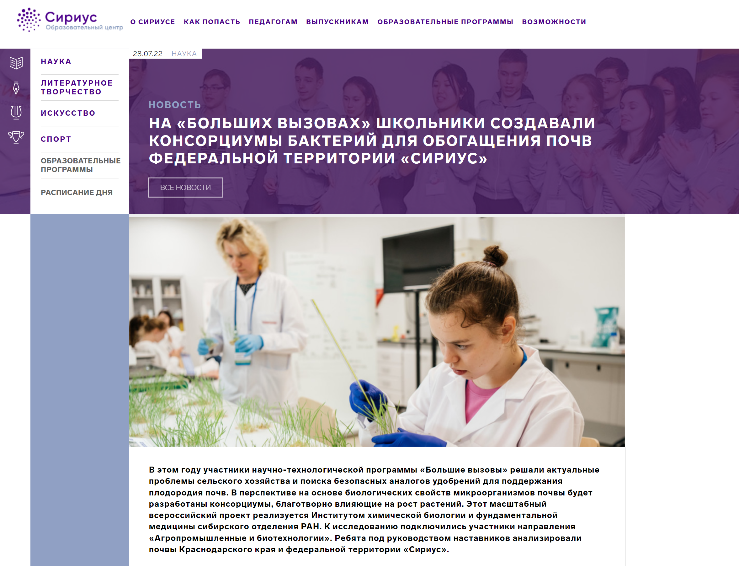 Сириус
Образовательный центр
О СИРИУСЕ КАК ПОПАСТЬ ПЕДАГОГАМ ВЫПУСКНИКАМ ОБРАЗОВАТЕЛЬНЫЕ ПРОГРАММЫ ВОЗМОЖНОСТИ
НАУКА
ЛИТЕРАТУРНОЕ
ТВОРЧЕСТВО
ИСКУССТВО
СПОРТ
ОБРАЗОВАТЕЛЬНЫЕ
ПРОГРАММЫ
РАСПИСАНИЕ ДНЯ
28.07.22 НАУКА
НОВОСТЬ
НА «БОЛЬШИХ ВЫЗОВАХ» ШКОЛЬНИКИ СОЗДАВАЛИ
КОНСОРЦИУМЫ БАКТЕРИЙ ДЛЯ ОБОГАЩЕНИЯ ПОЧВ
ФЕДЕРАЛЬНОЙ ТЕРРИТОРИИ «СИРИУС»
ВСЕ НОВОСТИ
В этом году участники научно-технологической программы «Большие вызовы» решали актуальные
проблемы сельского хозяйства и поиска безопасных аналогов удобрений для поддержания
плодородия почв. В перспективе на основе биологических свойств микроорганизмов почвы будет
разработаны консорциумы, благотворно влияющие на рост растений. Этот масштабный
всероссийский проект реализуется Институтом химической биологии и фундаментальной
медицины сибирского отделения РАН. К исследованию подключились участники направления
«Агропромышленные и биотехнологии». Ребята под руководством наставников анализировали
почвы Краснодарского края и федеральной территории «Сириус».